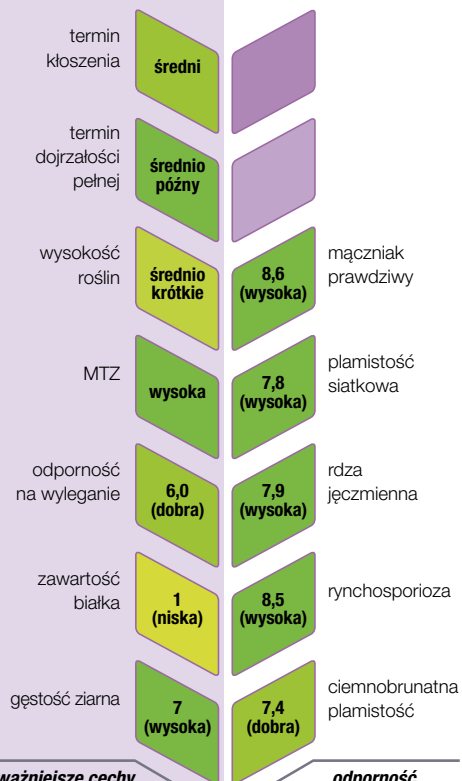 termin
kłoszenia
średni
termin
dojrzałości
pełnej
średnio
późny
wysokość
roślin
średnio
krótkie
8,6
(wysoka)
mączniak
prawdziwy
MTZ
wysoka
7,8
(wysoka)
plamistość
siatkowa
odporność
na wyleganie
6,0
(dobra)
7,9
(wysoka)
rdza
jęczmienna
zawartość
białka
1
(niska)
8,5
(wysoka)
rynchosporioza
gęstość ziarna
7
(wysoka)
7,4
(dobra)
ciemnobrunatna
plamistość
ważniejsze cechy
odporność